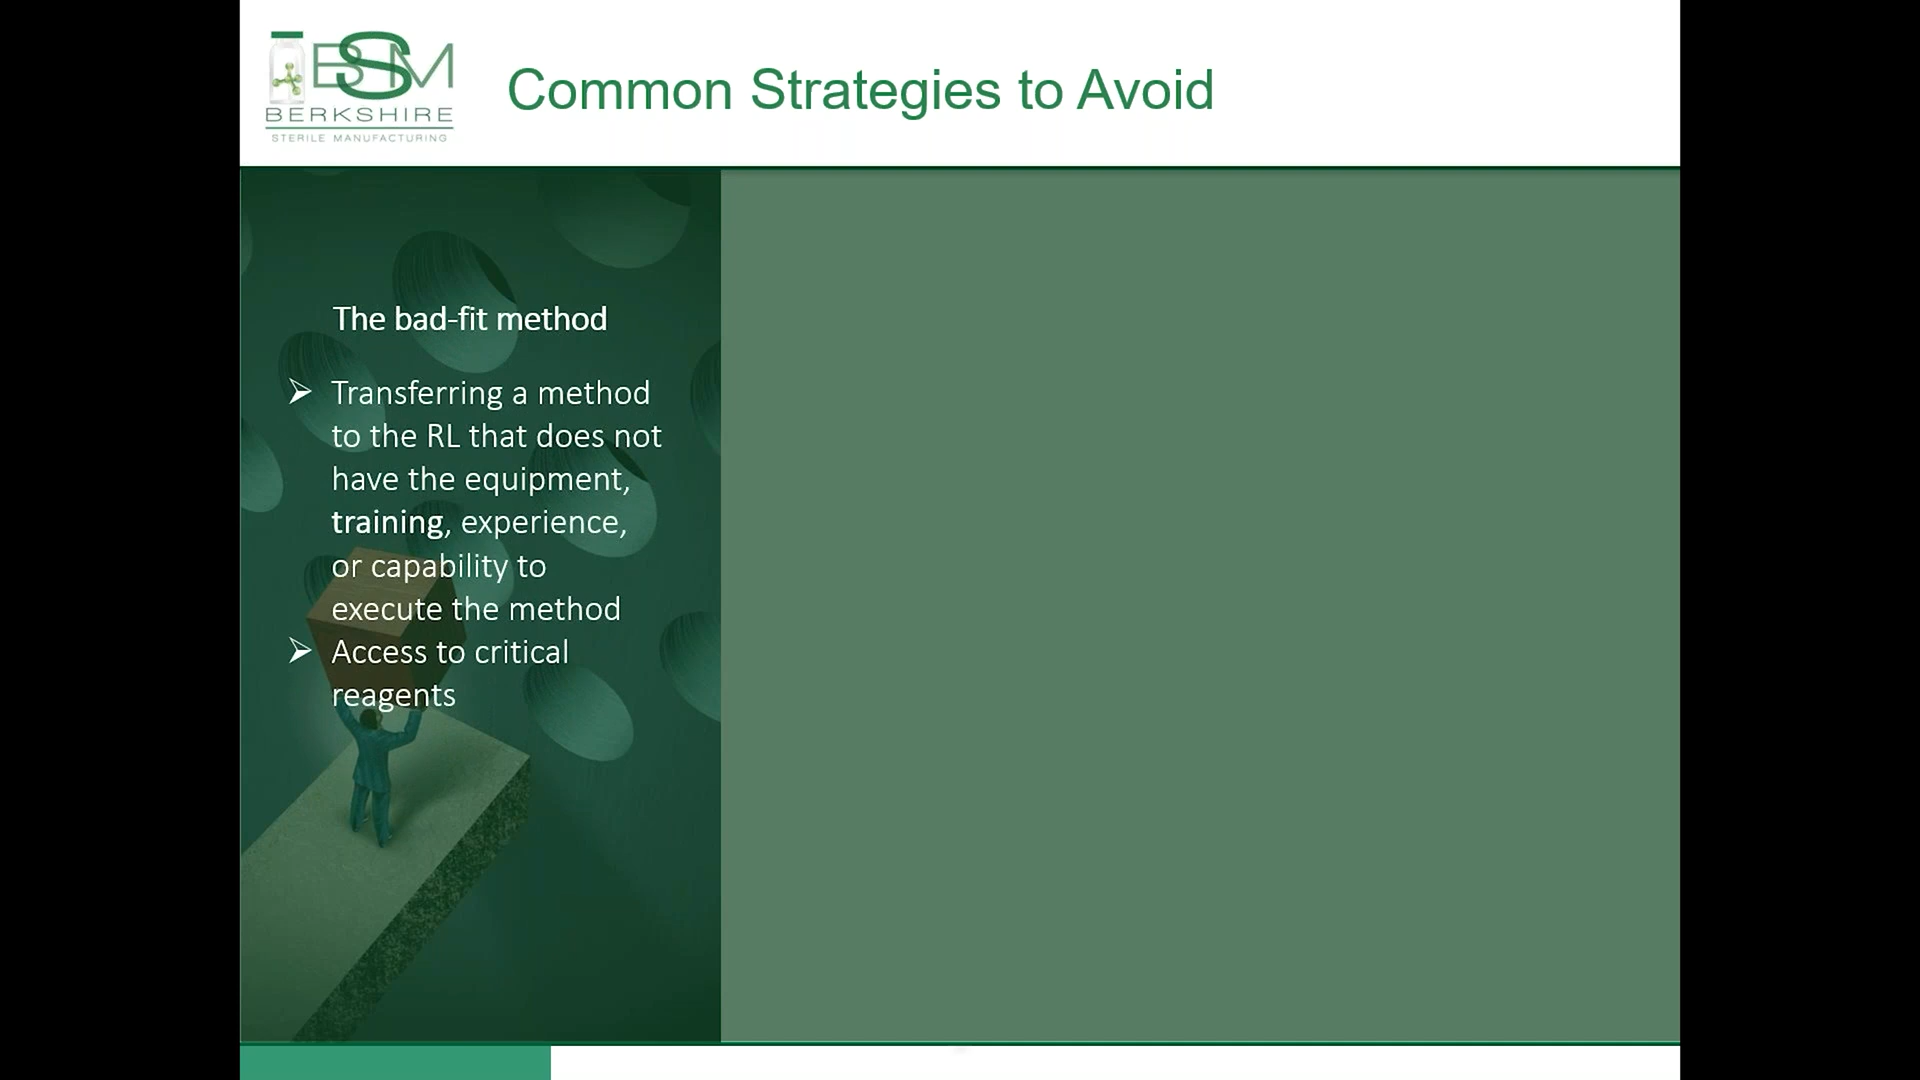 BSM
BERKSHIRE
STERILE MANUFACTURING
Common Strategies to Avoid
The bad-fit method
➢ Transferring a method
to the RL that does not
have the equipment,
training, experience,
or capability to
execute the method
➢ Access to critical
reagents